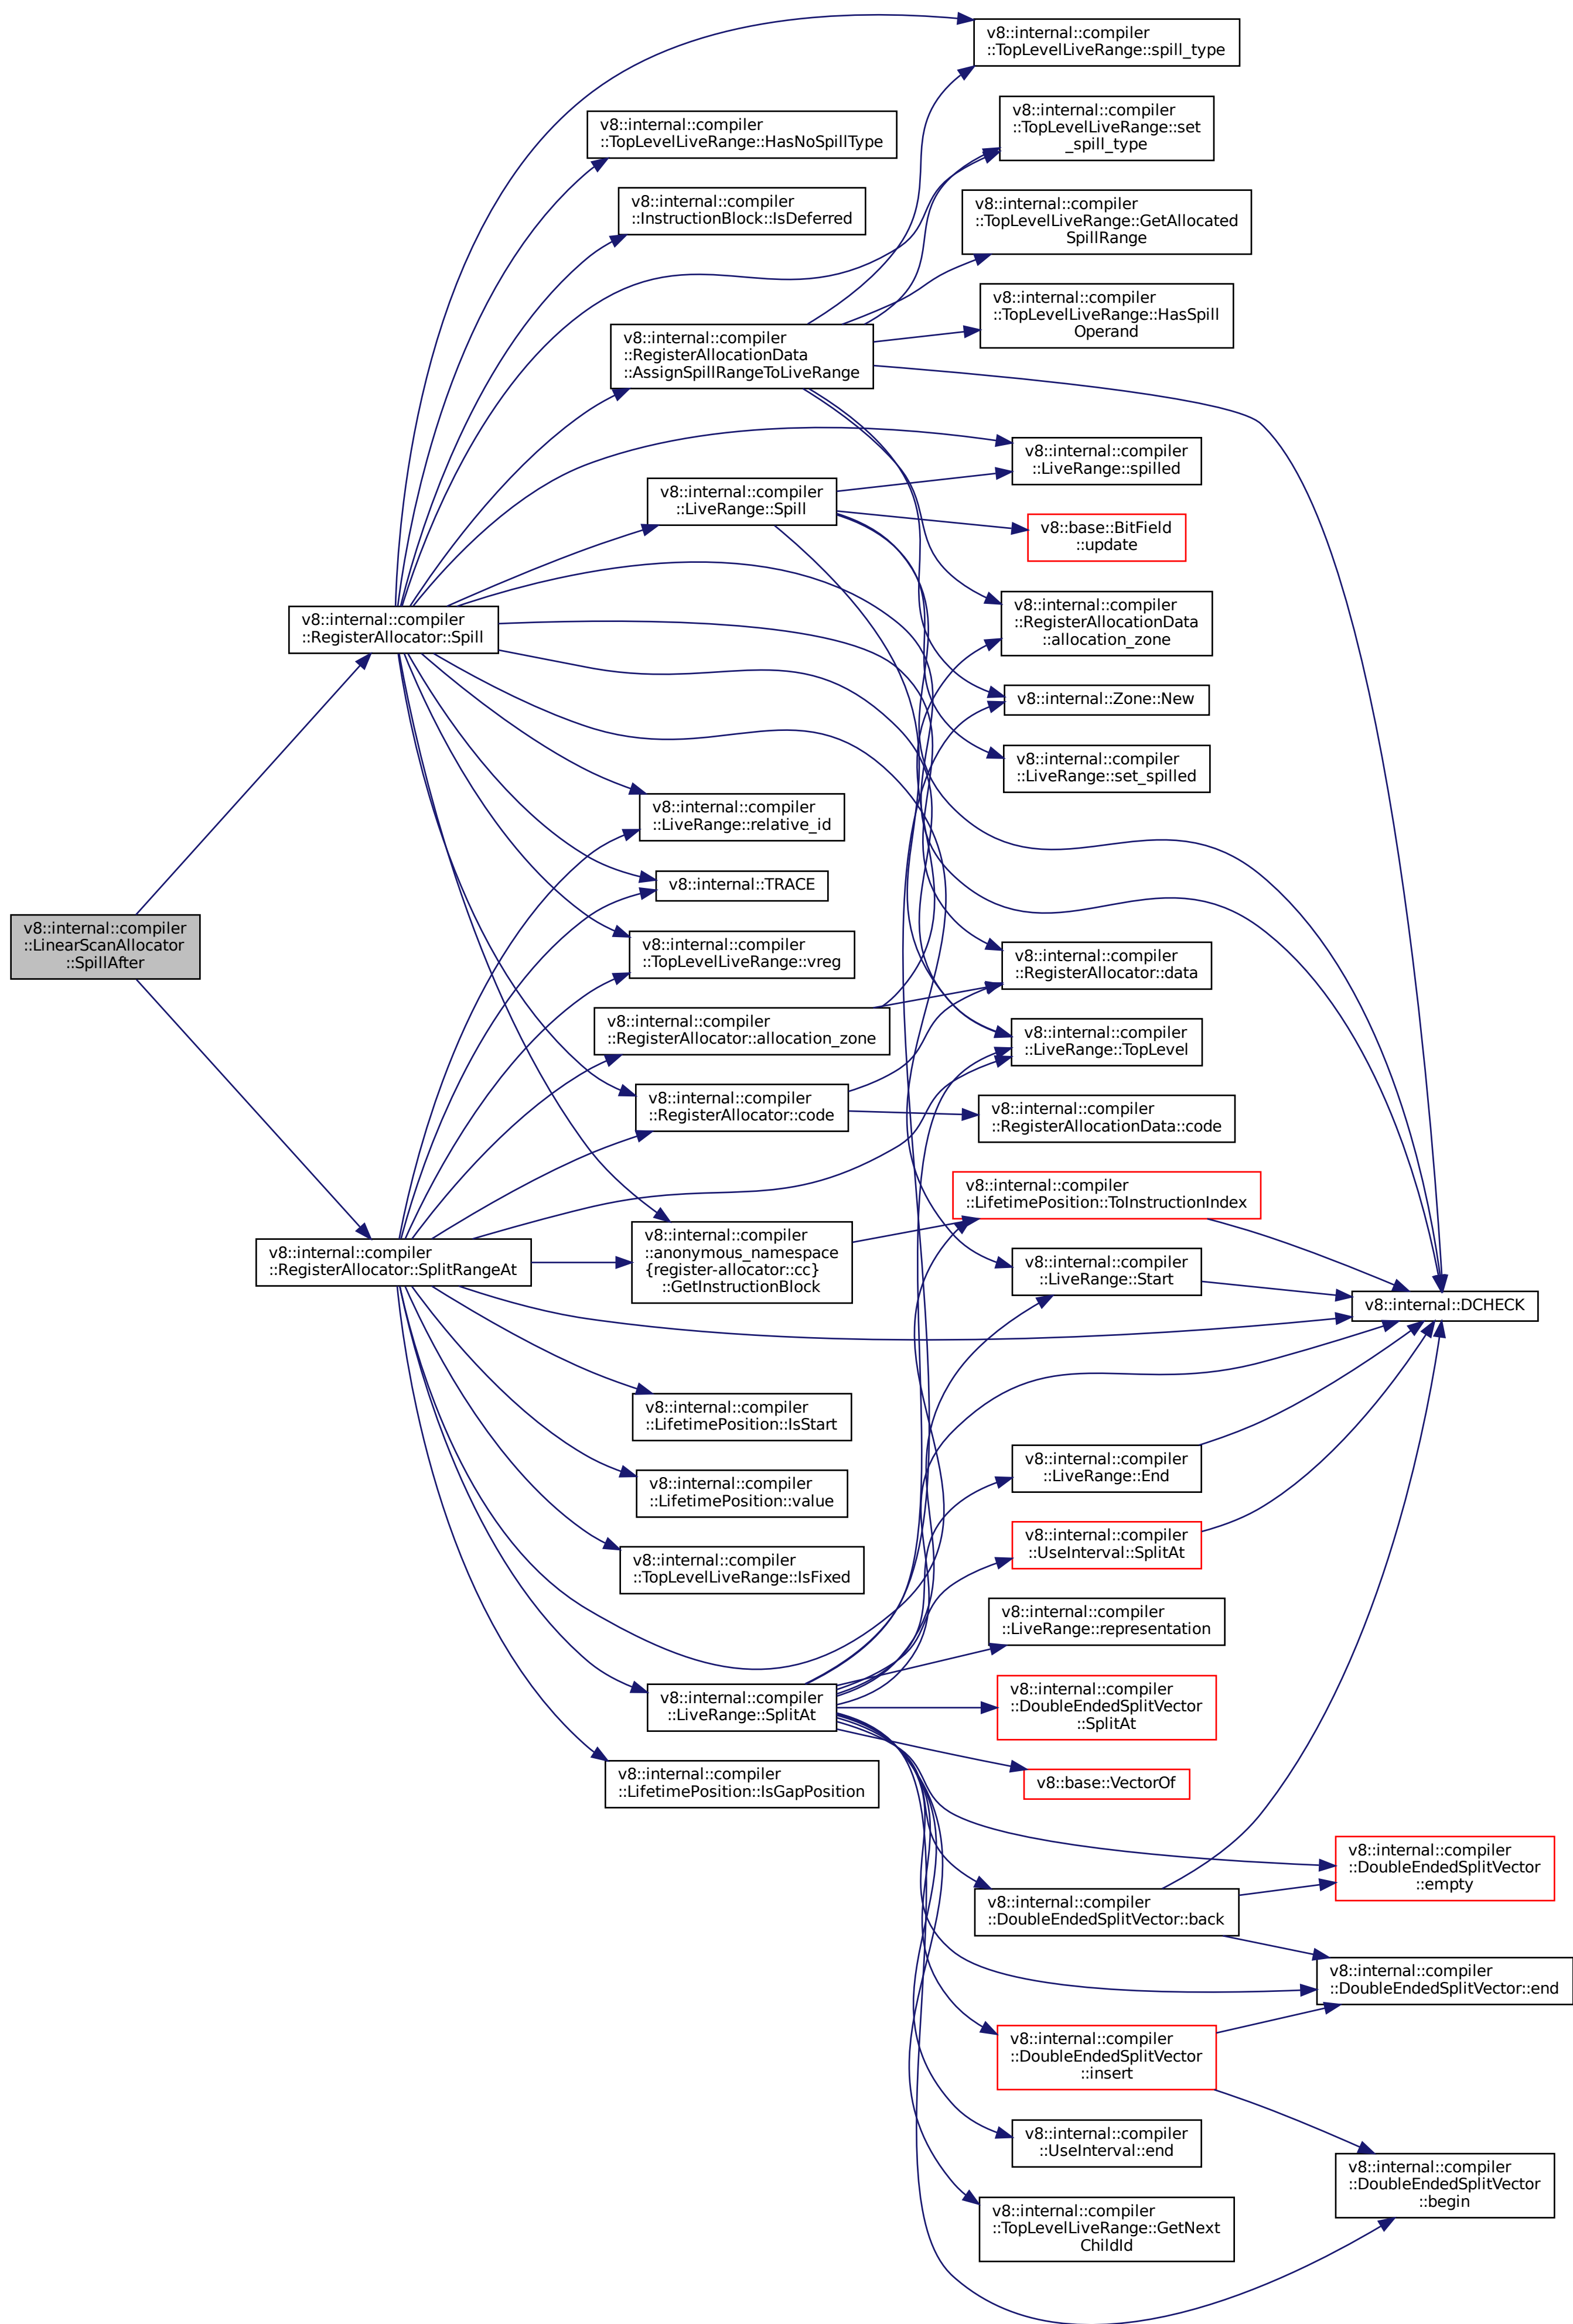 v8::internal::compiler
::TopLevelLiveRange::spill_type
v8::internal::compiler
::TopLevelLiveRange::set
_spill_type
v8::internal::compiler
::TopLevelLiveRange::HasNoSpillType
v8::internal::compiler
::InstructionBlock::IsDeferred
v8::internal::compiler
::TopLevelLiveRange::GetAllocated
SpillRange
v8::internal::compiler
::TopLevelLiveRange::HasSpill
Operand
v8::internal::compiler
::RegisterAllocationData
::AssignSpillRangeToLiveRange
v8::internal::compiler
::LiveRange::spilled
v8::internal::compiler
::LiveRange::Spill
v8::base::BitField
::update
v8::internal::compiler
::RegisterAllocator::Spill
v8::internal::compiler
::RegisterAllocationData
::allocation_zone
v8::internal::Zone::New
v8::internal::compiler
::LiveRange::set_spilled
v8::internal::compiler
::LiveRange::relative_id
v8::internal::TRACE
v8::internal::compiler
::LinearScanAllocator
::SpillAfter
v8::internal::compiler
::TopLevelLiveRange::vreg
v8::internal::compiler
::RegisterAllocator::data
v8::internal::compiler
::RegisterAllocator::allocation_zone
v8::internal::compiler
::LiveRange::TopLevel
v8::internal::compiler
::RegisterAllocator::code
v8::internal::compiler
::RegisterAllocationData::code
v8::internal::compiler
::LifetimePosition::ToInstructionIndex
v8::internal::compiler
::RegisterAllocator::SplitRangeAt
v8::internal::compiler
::anonymous_namespace
{register-allocator::cc}
::GetInstructionBlock
v8::internal::compiler
::LiveRange::Start
v8::internal::DCHECK
v8::internal::compiler
::LifetimePosition::IsStart
v8::internal::compiler
::LiveRange::End
v8::internal::compiler
::LifetimePosition::value
v8::internal::compiler
::UseInterval::SplitAt
v8::internal::compiler
::TopLevelLiveRange::IsFixed
v8::internal::compiler
::LiveRange::representation
v8::internal::compiler
::LiveRange::SplitAt
v8::internal::compiler
::DoubleEndedSplitVector
::SplitAt
v8::internal::compiler
::LifetimePosition::IsGapPosition
v8::base::VectorOf
v8::internal::compiler
::DoubleEndedSplitVector
::empty
v8::internal::compiler
::DoubleEndedSplitVector::back
v8::internal::compiler
::DoubleEndedSplitVector::end
v8::internal::compiler
::DoubleEndedSplitVector
::insert
v8::internal::compiler
::UseInterval::end
v8::internal::compiler
::DoubleEndedSplitVector
::begin
v8::internal::compiler
::TopLevelLiveRange::GetNext
ChildId